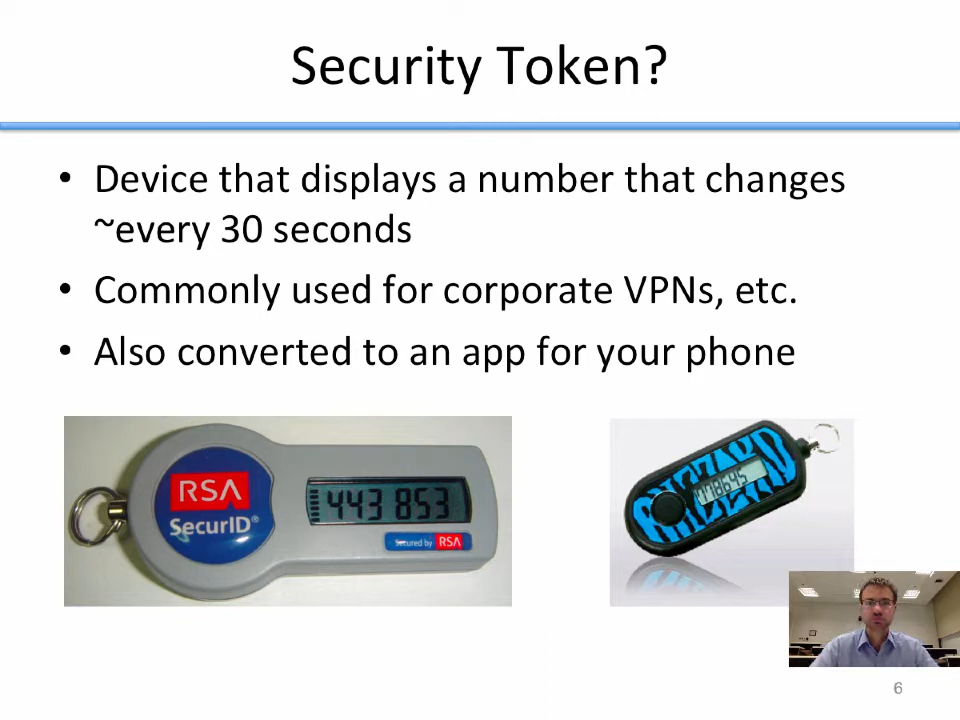 Security Token?
• Device that displays a number that changes
~every 30 seconds
• Commonly used for corporate VPNs, etc.
• Also converted to an app for your phone
RSA
SecurID®
443 853
Secured by RSA
6